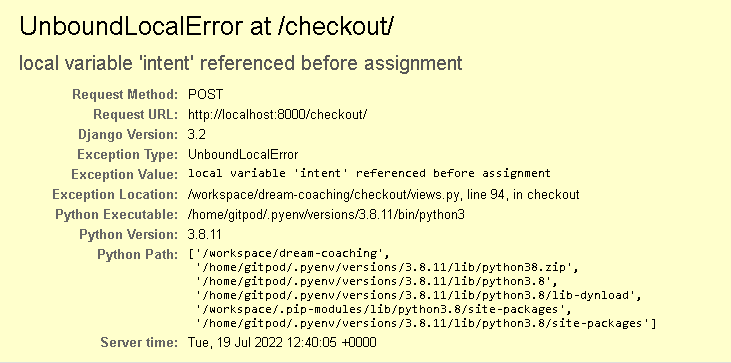 UnboundLocalError at /checkout/
local variable 'intent' referenced before assignment
Request Method: POST
Request URL: http://localhost:8000/checkout/
Django Version: 3.2
Exception Type: UnboundLocalError
Exception Value: local variable 'intent' referenced before assignment
Exception Location: /workspace/dream-coaching/checkout/views.py, line 94, in checkout
Python Executable: /home/gitpod/.pyenv/versions/3.8.11/bin/python3
Python Version: 3.8.11
Python Path: ['/workspace/dream-coaching',
'/home/gitpod/.pyenv/versions/3.8.11/lib/python38.zip',
'/home/gitpod/.pyenv/versions/3.8.11/lib/python3.8',
'/home/gitpod/.pyenv/versions/3.8.11/lib/python3.8/lib-dynload',
'/workspace/.pip-modules/lib/python3.8/site-packages',
'/home/gitpod/.pyenv/versions/3.8.11/lib/python3.8/site-packages']
Server time: Tue, 19 Jul 2022 12:40:05 +0000